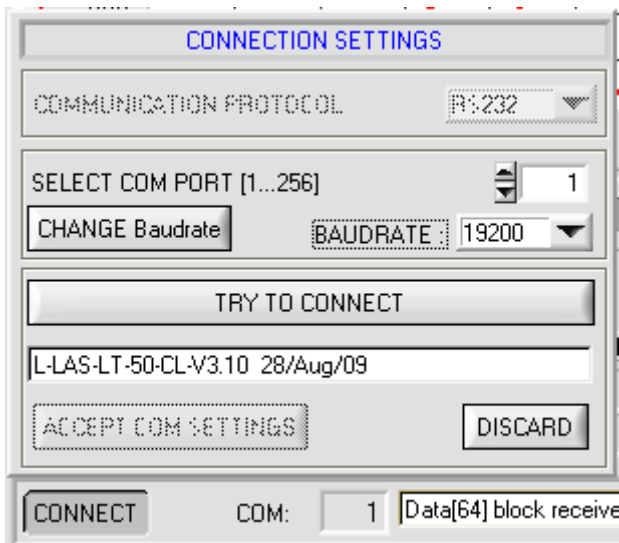 CONNECTION SETTINGS
COMMUNICATION PROTOCOL RS232
SELECT COM PORT [1...256] 1
CHANGE Baudrate BAUDRATE : 19200
TRY TO CONNECT
L-LAS-LT-50-CL-V3.10 28/Aug/09
ACCEPT COM SETTINGS DISCARD
CONNECT COM: 1 Data[64] block receive